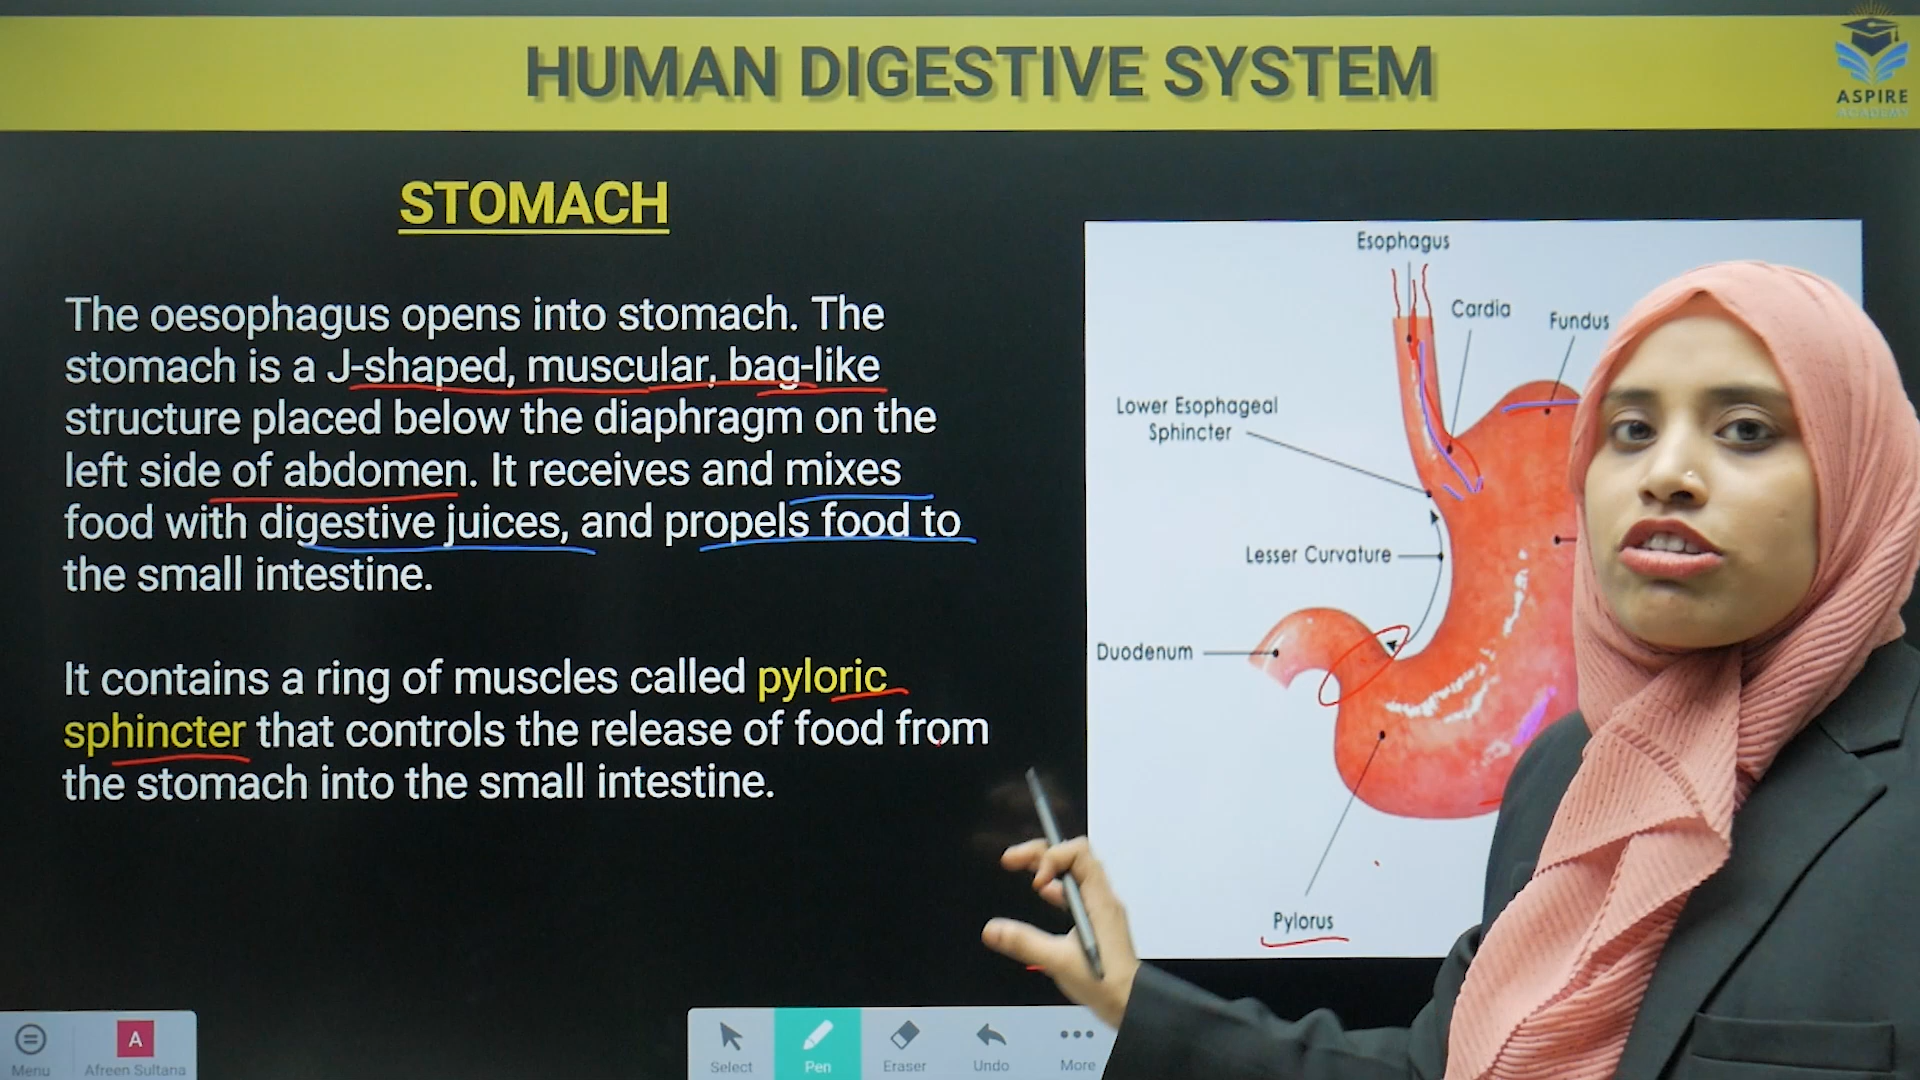 HUMAN DIGESTIVE SYSTEM
ASPIRE
ACADEMY
STOMACH
The oesophagus opens into stomach. The
stomach is a J-shaped, muscular, bag-like
structure placed below the diaphragm on the
left side of abdomen. It receives and mixes
food with digestive juices, and propels food to
the small intestine.
It contains a ring of muscles called pyloric
sphincter that controls the release of food from
the stomach into the small intestine.
Esophagus
Cardia
Fundus
Lower Esophageal
Sphincter
Lesser Curvature
Duodenum
Pylorus
Menu
A
Afreen Sultana
Select
Pen
Eraser
Undo
More